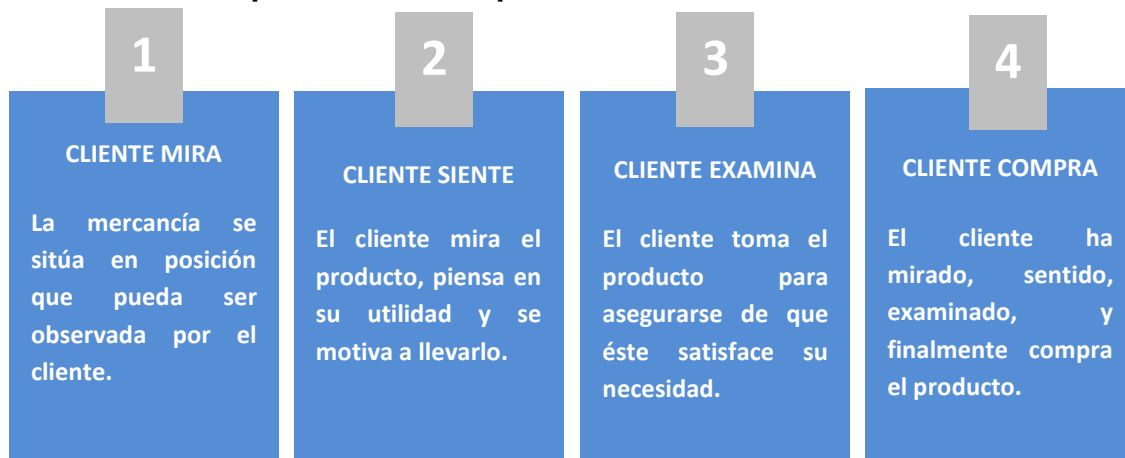 1
CLIENTE MIRA
La mercancía se
sitúa en posición
que pueda ser
observada por el
cliente.
2
CLIENTE SIENTE
El cliente mira el
producto, piensa en
su utilidad y se
motiva a llevarlo.
3
CLIENTE EXAMINA
El cliente toma el
producto para
asegurarse de que
éste satisface su
necesidad.
4
CLIENTE COMPRA
El cliente ha
mirado, sentido,
examinado, y
finalmente compra
el producto.